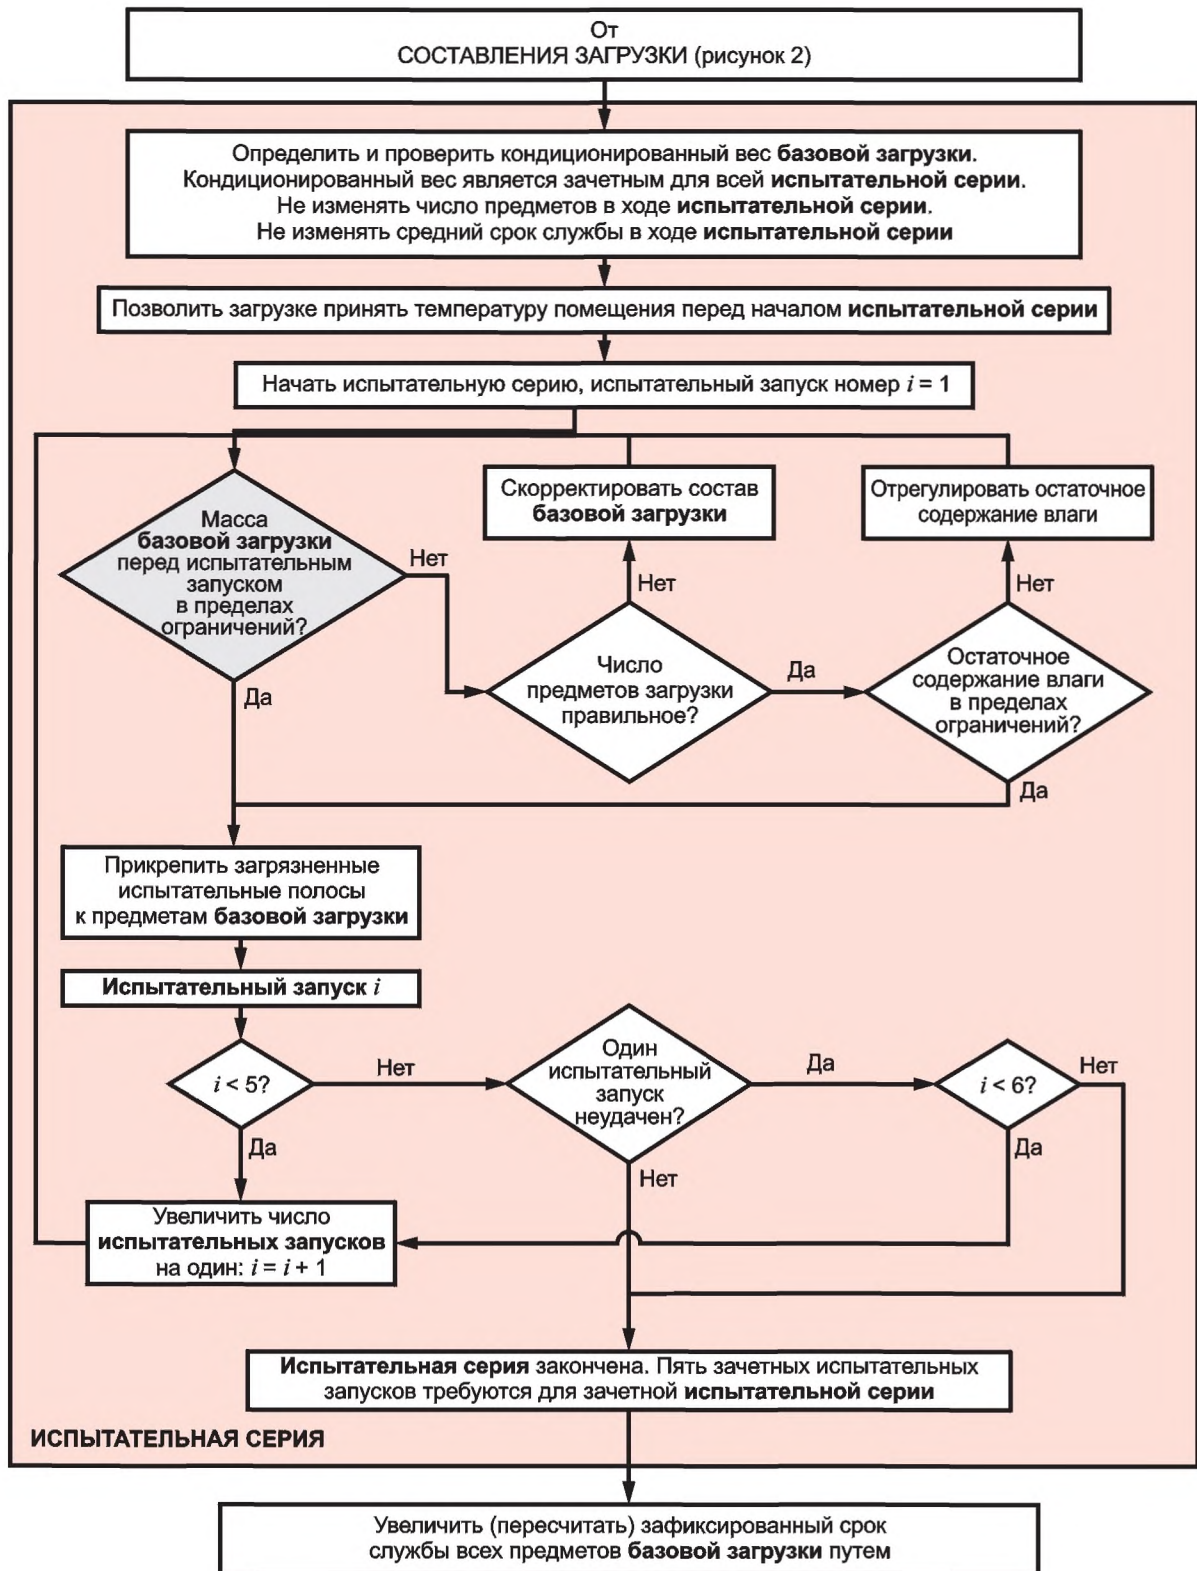 От
СОСТАВЛЕНИЯ ЗАГРУЗКИ (рисунок 2)
Определить и проверить кондиционированный вес базовой загрузки.
Кондиционированный вес является зачетным для всей испытательной серии.
Не изменять число предметов в ходе испытательной серии.
Не изменять средний срок службы в ходе испытательной серии
Позволить загрузке принять температуру помещения перед началом испытательной серии
Начать испытательную серию, испытательный запуск номер i = 1
Масса
базовой загрузки
перед испытательным
запуском
в пределах
ограничений?
Нет
Да
Скорректировать состав
базовой загрузки
Нет
Отрегулировать остаточное
содержание влаги
Нет
Число
предметов загрузки
правильное?
Да
Остаточное
содержание влаги
в пределах
ограничений?
Да
Прикрепить загрязненные
испытательные полосы
к предметам базовой загрузки
Испытательный запуск i
i < 5?
Нет
Да
Один
испытательный
запуск
неудачен?
Да
Нет
i < 6?
Нет
Да
Увеличить число
испытательных запусков
на один: i = i + 1
Испытательная серия закончена. Пять зачетных испытательных
запусков требуются для зачетной испытательной серии
ИСПЫТАТЕЛЬНАЯ СЕРИЯ
Увеличить (пересчитать) зафиксированный срок
службы всех предметов базовой загрузки путем